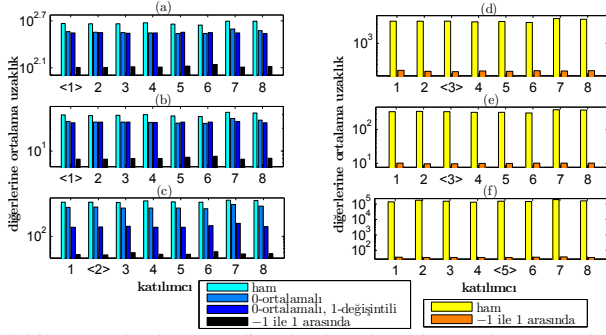 (a)
10^2.7
10^2.1
<1> 2 3 4 5 6 7 8
(b)
10^1
<1> 2 3 4 5 6 7 8
(c)
10^2
1 <2> 3 4 5 6 7 8
diğerlerine ortalama uzaklık
katılımcı
ham
0-ortalamalı
0-ortalamalı, 1-değişintili
−1 ile 1 arasında
(d)
10^3
1 2 <3> 4 5 6 7 8
(e)
10^2
10^1
1 2 <3> 4 5 6 7 8
(f)
10^5
10^4
10^3
10^2
1 2 3 4 <5> 6 7 8
diğerlerine ortalama uzaklık
katılımcı
ham
−1 ile 1 arasında